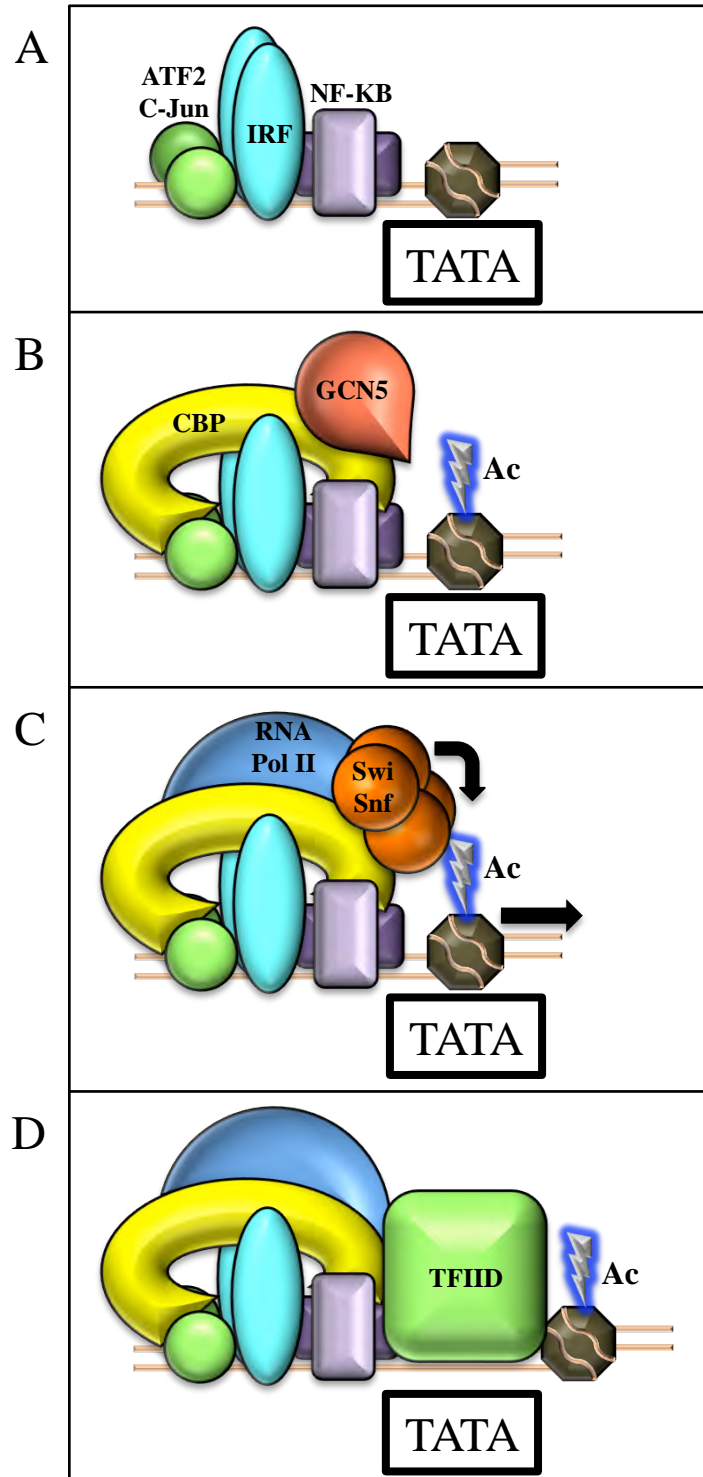 A
ATF2
C-Jun
IRF
NF-KB
TATA
B
CBP
GCN5
Ac
TATA
C
RNA
Pol II
Swi
Snf
Ac
TATA
D
TFIID
Ac
TATA